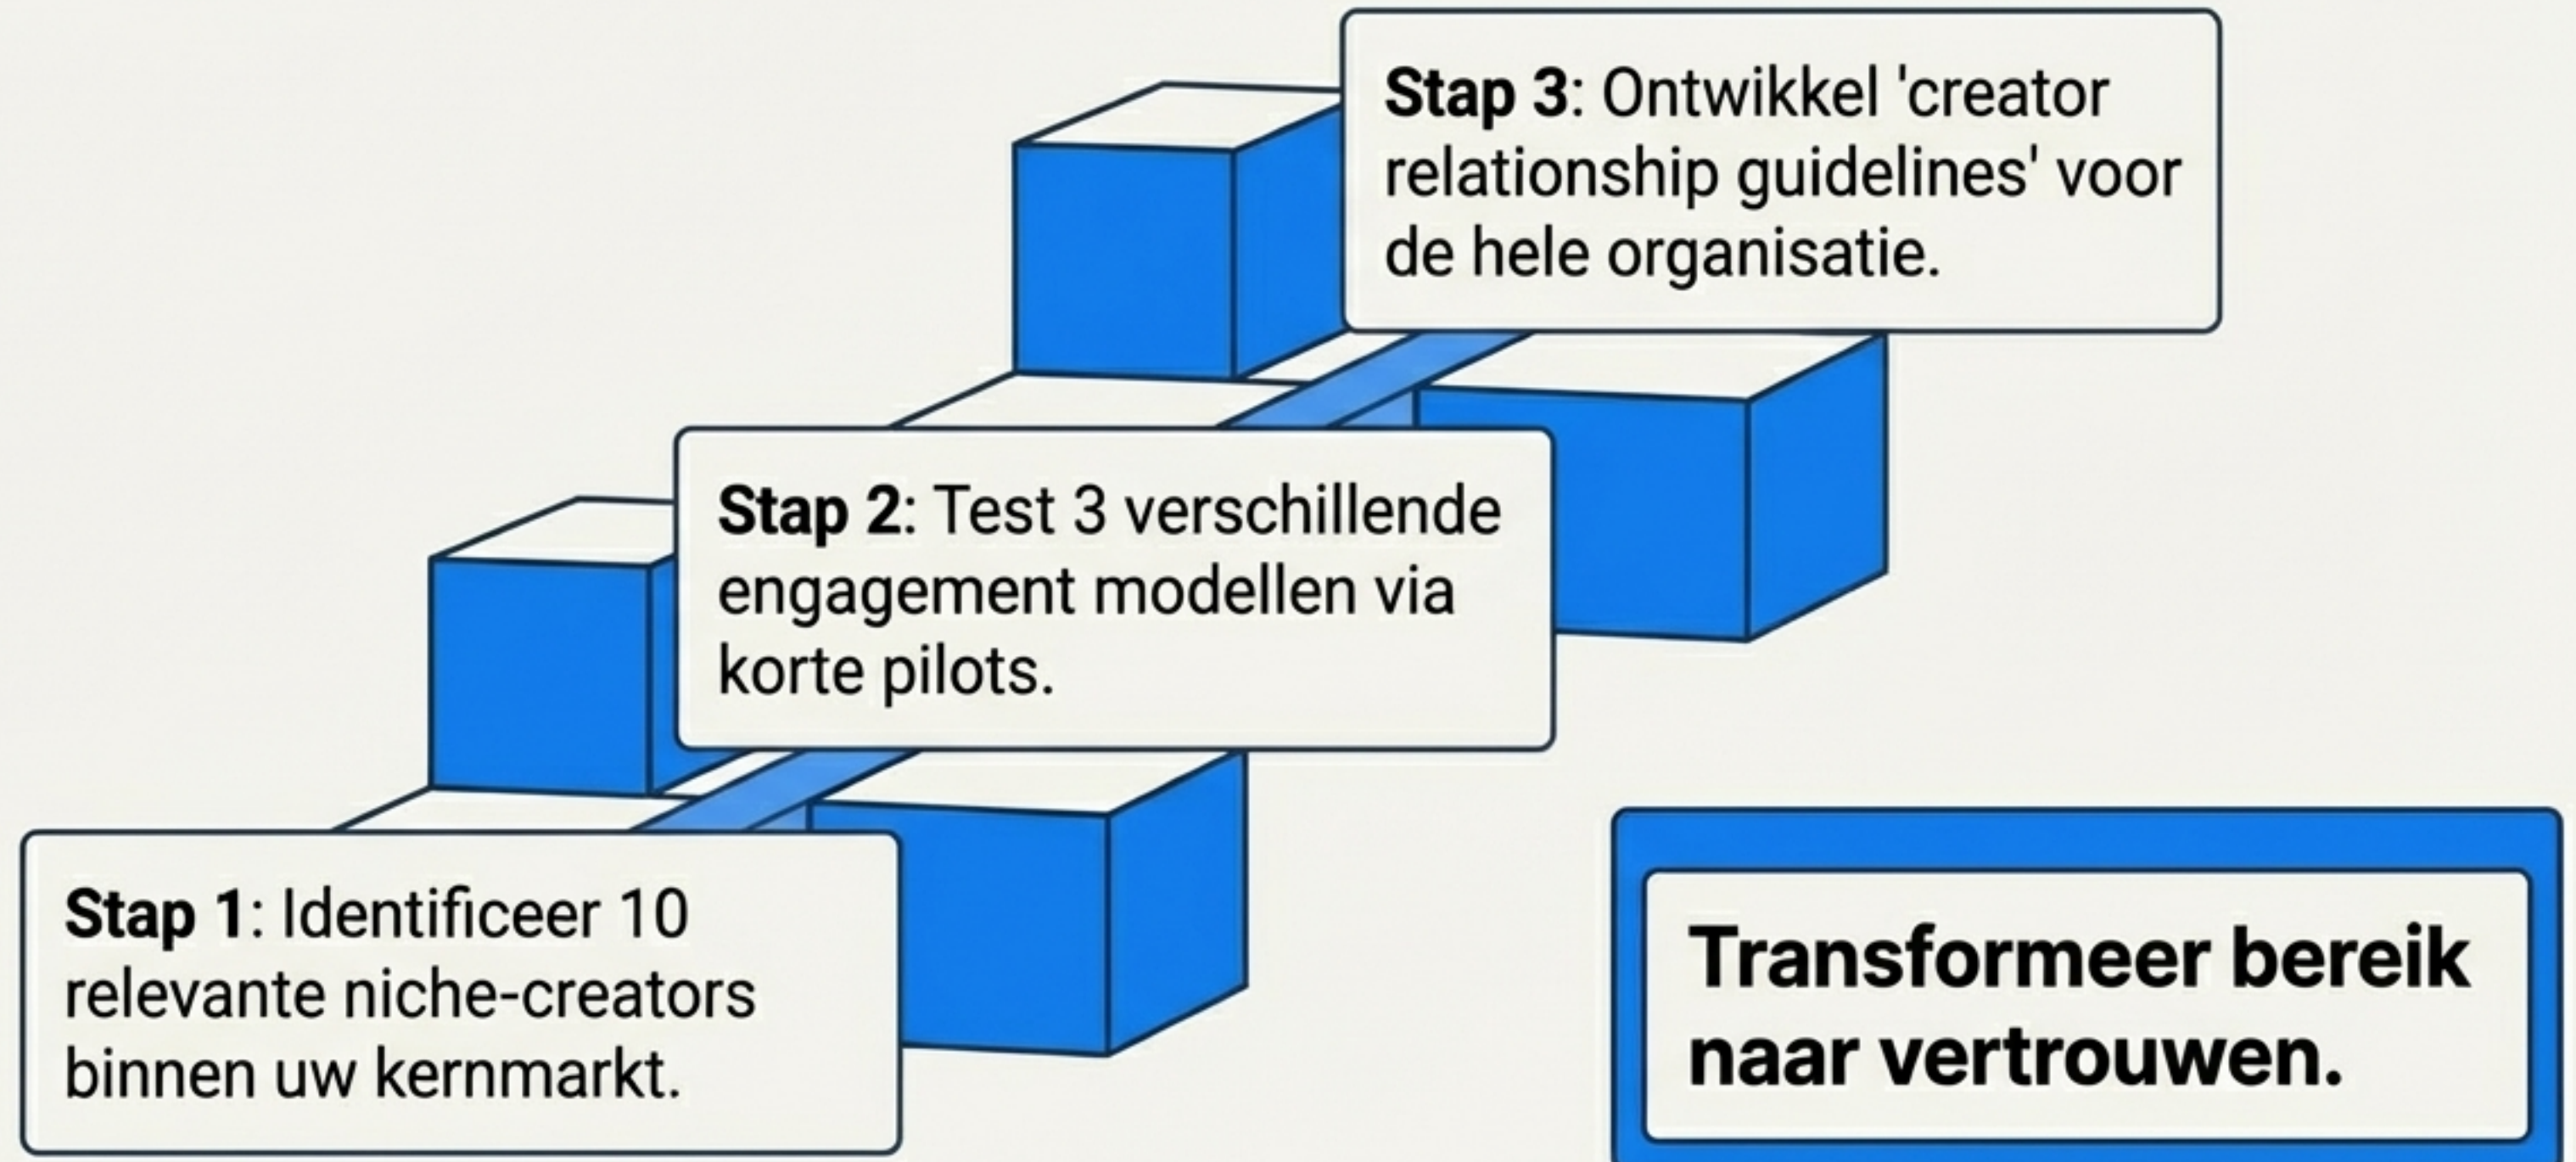 Stap 3: Ontwikkel 'creator
relationship guidelines' voor
de hele organisatie.
Stap 2: Test 3 verschillende
engagement modellen via
korte pilots.
Stap 1: Identificeer 10
relevante niche-creators
binnen uw kernmarkt.
Transformeer bereik
naar vertrouwen.